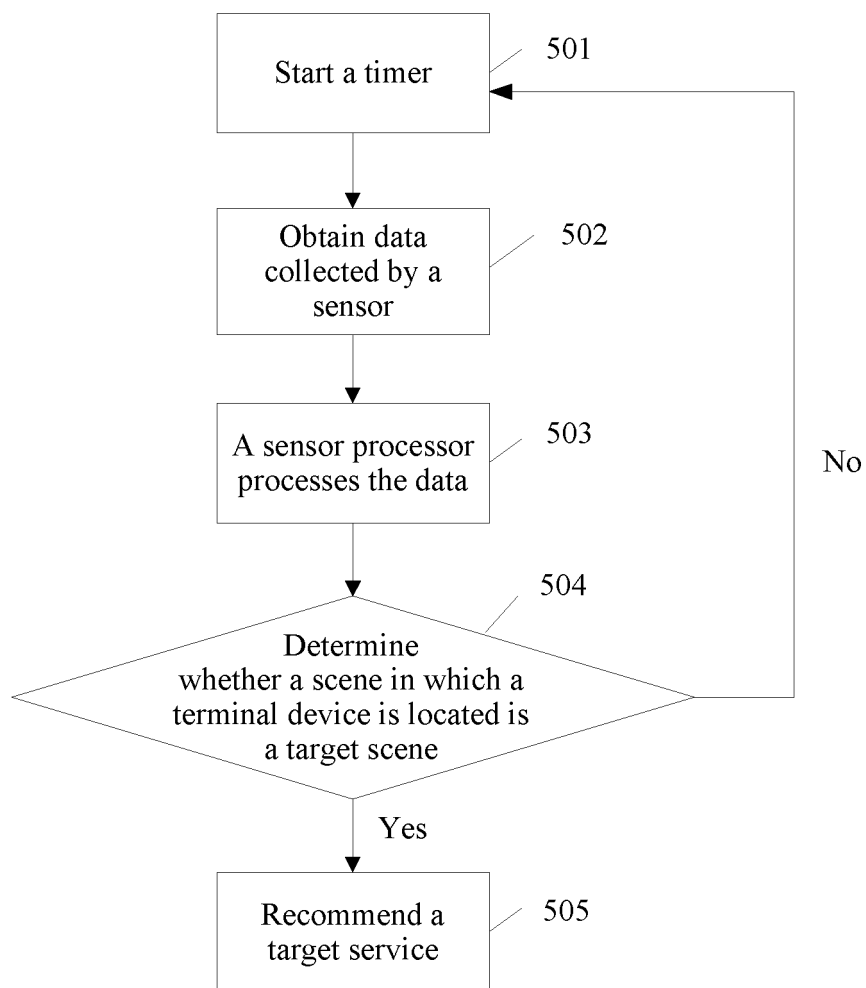 Start a timer
501
Obtain data
collected by a
sensor
502
A sensor processor
processes the data
503
No
504
Determine
whether a scene in which a
terminal device is located is
a target scene
Yes
Recommend a
target service
505